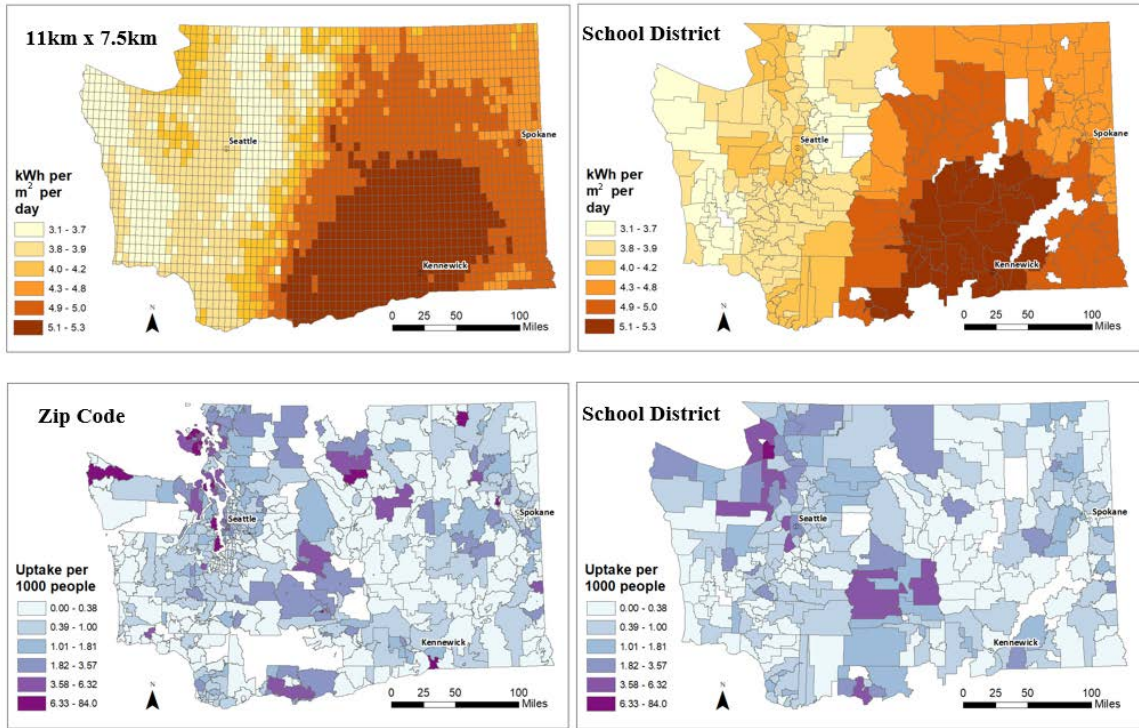 11km x 7.5km
Seattle
Spokane
Kennewick
kWh per
m² per
day
3.1 - 3.7
3.8 - 3.9
4.0 - 4.2
4.3 - 4.8
4.9 - 5.0
5.1 - 5.3
N
0 25 50 100
Miles
School District
Seattle
Spokane
Kennewick
kWh per
m² per
day
3.1 - 3.7
3.8 - 3.9
4.0 - 4.2
4.3 - 4.8
4.9 - 5.0
5.1 - 5.3
N
0 25 50 100
Miles
Zip Code
Seattle
Spokane
Kennewick
Uptake per
1000 people
0.00 - 0.38
0.39 - 1.00
1.01 - 1.81
1.82 - 3.57
3.58 - 6.32
6.33 - 84.0
N
0 25 50 100
Miles
School District
Seattle
Spokane
Kennewick
Uptake per
1000 people
0.00 - 0.38
0.39 - 1.00
1.01 - 1.81
1.82 - 3.57
3.58 - 6.32
6.33 - 84.0
N
0 25 50 100
Miles